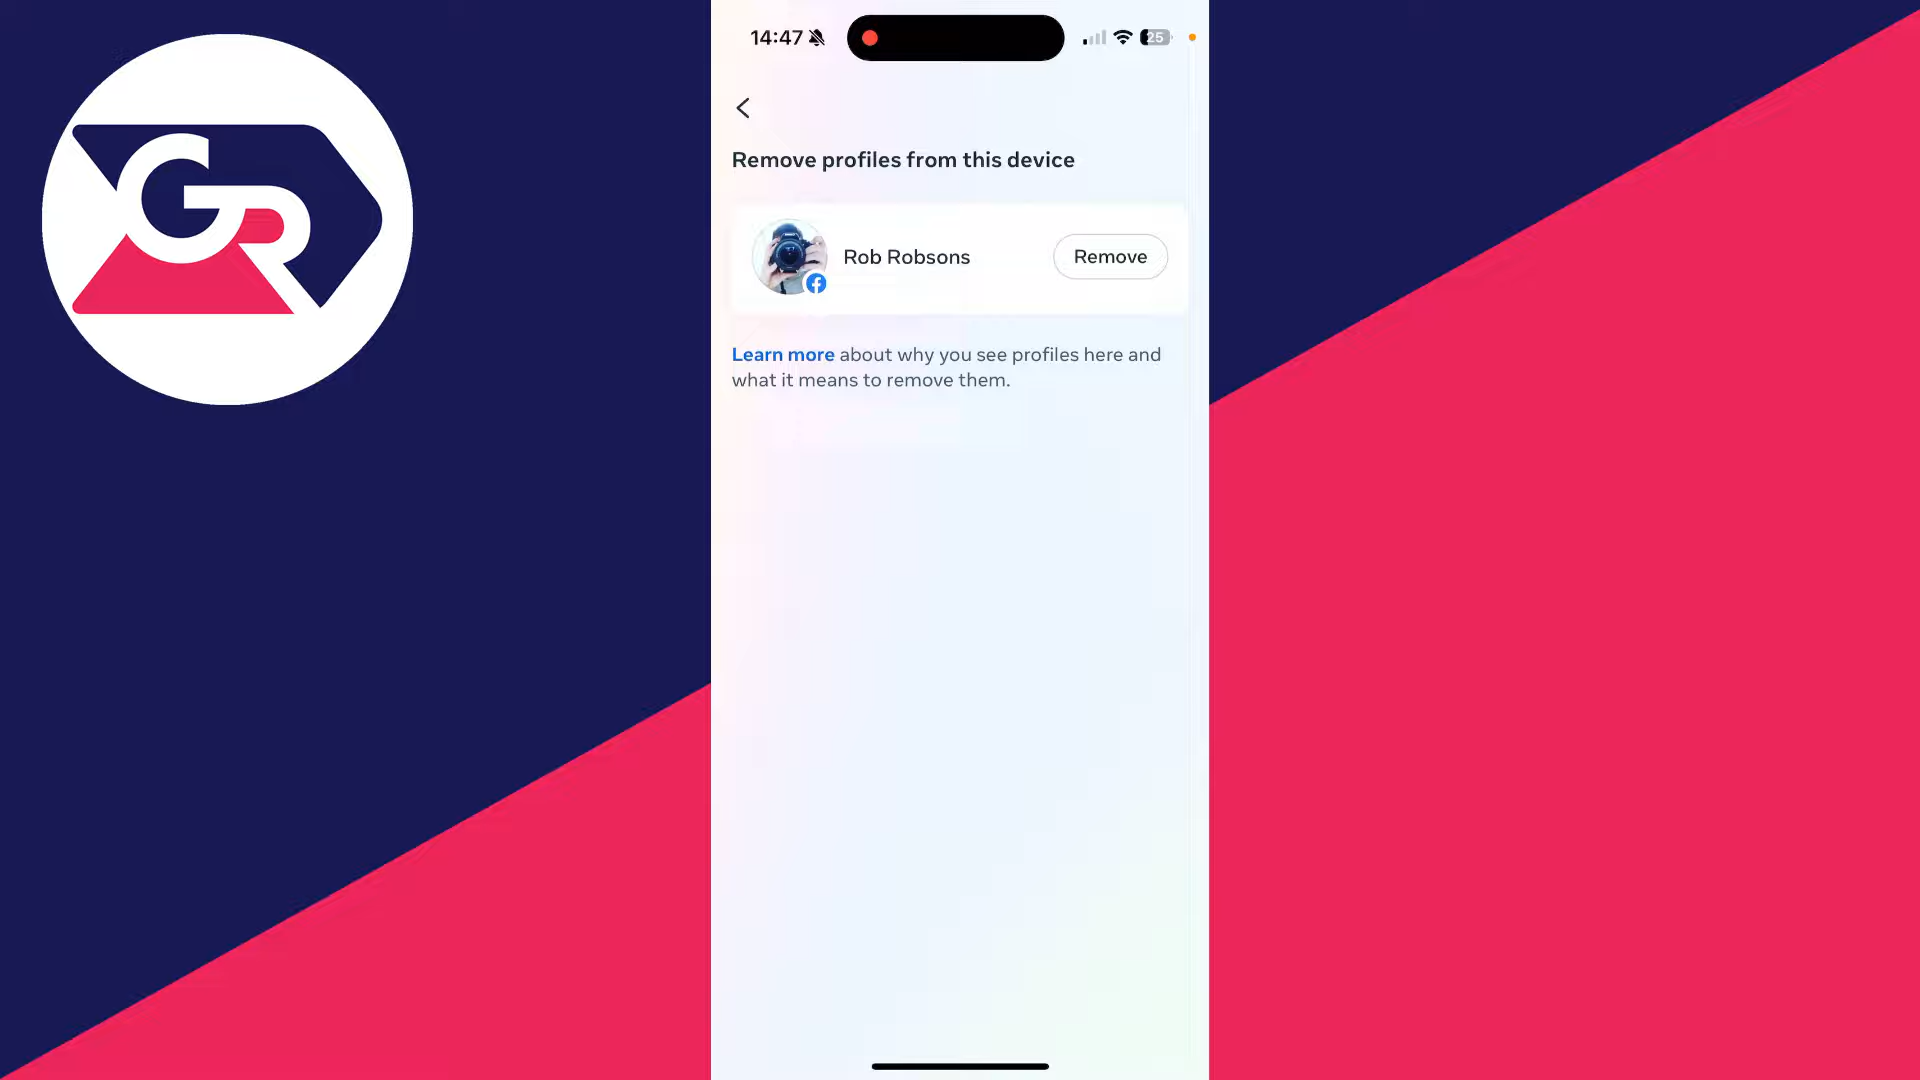 GR
14:47
25
Remove profiles from this device
Rob Robsons
Remove
Learn more about why you see profiles here and
what it means to remove them.